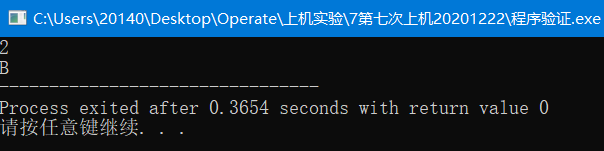 C:\Users\20140\Desktop\Operate\上机实验\7第七次上机20201222\程序验证.exe
2
B
--------------------------------
Process exited after 0.3654 seconds with return value 0
请按任意键继续. . .